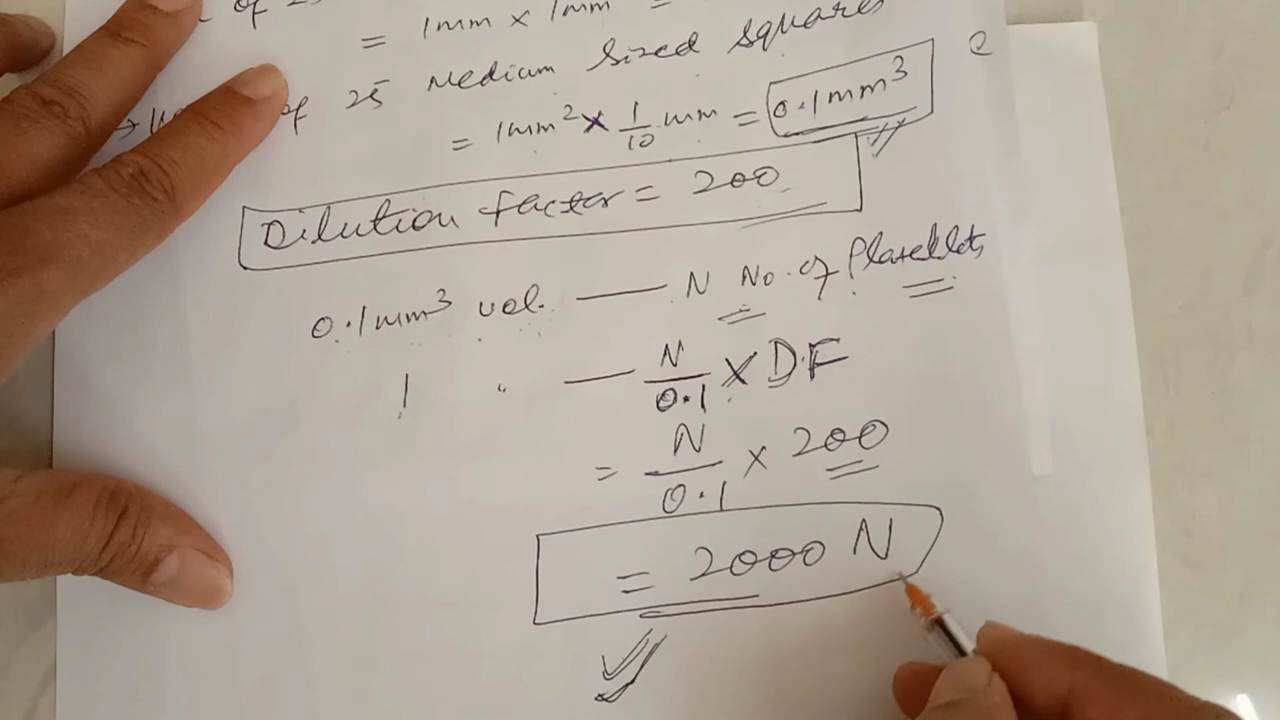 of 25
= 1mm × 1mm =
→ of 25 Medium Sized Squares
= 1mm² × 1/10 mm = 0.1mm³
Dilution factor = 200
0.1mm³ vol. — N No. of Plateklets
1 " — N/0.1 × D.F
= N/0.1 × 200
= 2000 N